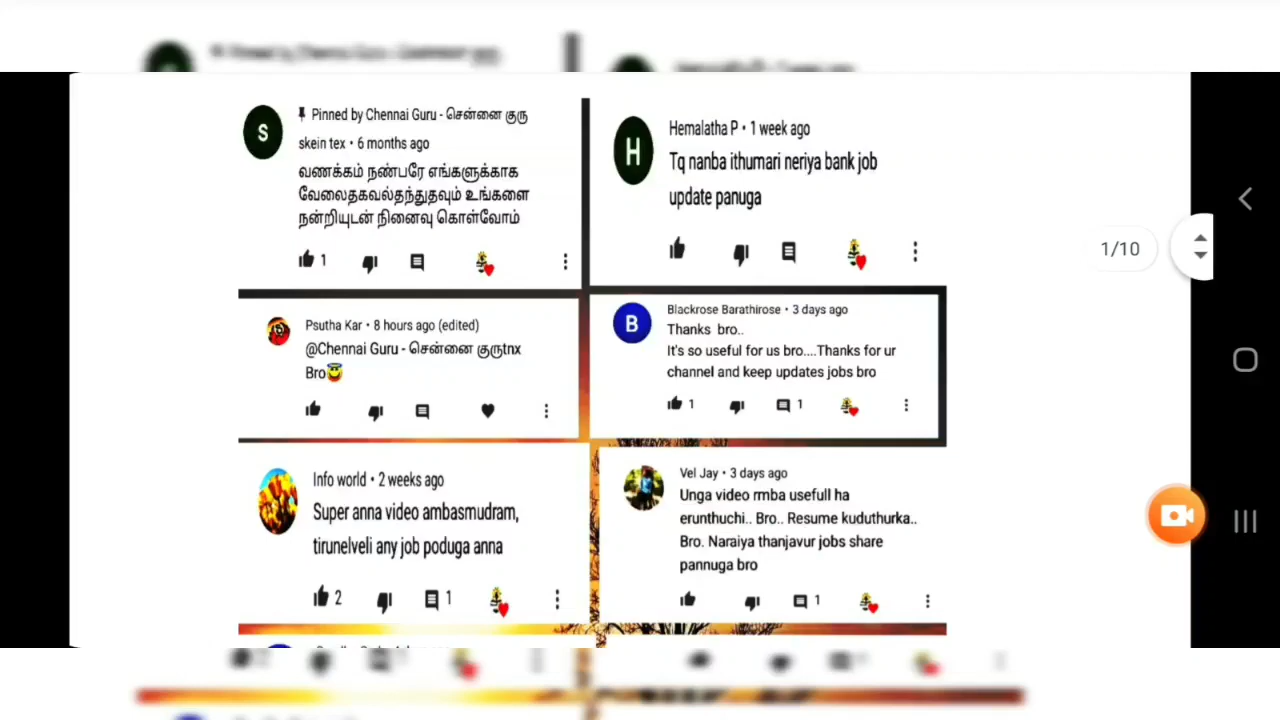 Pinned by Chennai Guru - சென்னை குரு
skein tex • 6 months ago
வணக்கம் நண்பரே எங்களுக்காக
வேலைதகவல்தந்துதவும் உங்களை
நன்றியுடன் நினைவு கொள்வோம்
1
Hemalatha P • 1 week ago
Tq nanba ithumari neriya bank job
update panuga
1/10
Psutha Kar • 8 hours ago (edited)
@Chennai Guru - சென்னை குருtnx
Bro😇
Blackrose Barathirose • 3 days ago
Thanks bro..
It's so useful for us bro....Thanks for ur
channel and keep updates jobs bro
1 1
Info world • 2 weeks ago
Super anna video ambasmudram,
tirunelveli any job poduga anna
2 1
Vel Jay • 3 days ago
Unga video rmba usefull ha
erunthuchi.. Bro.. Resume kuduthurka..
Bro. Naraiya thanjavur jobs share
pannuga bro
1